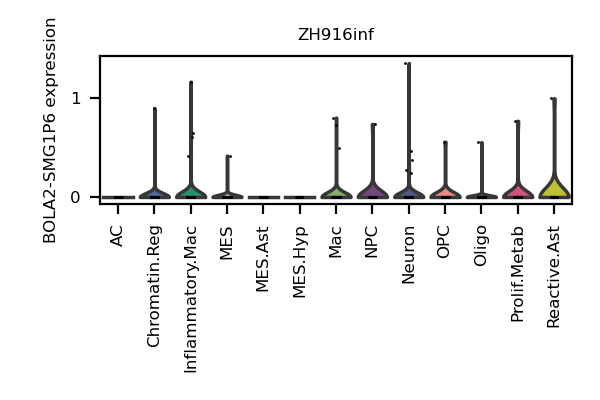 ZH916inf
BOLA2-SMG1P6 expression
1
0
AC
Chromatin.Reg
Inflammatory.Mac
MES
MES.Ast
MES.Hyp
Mac
NPC
Neuron
OPC
Oligo
Prolif.Metab
Reactive.Ast